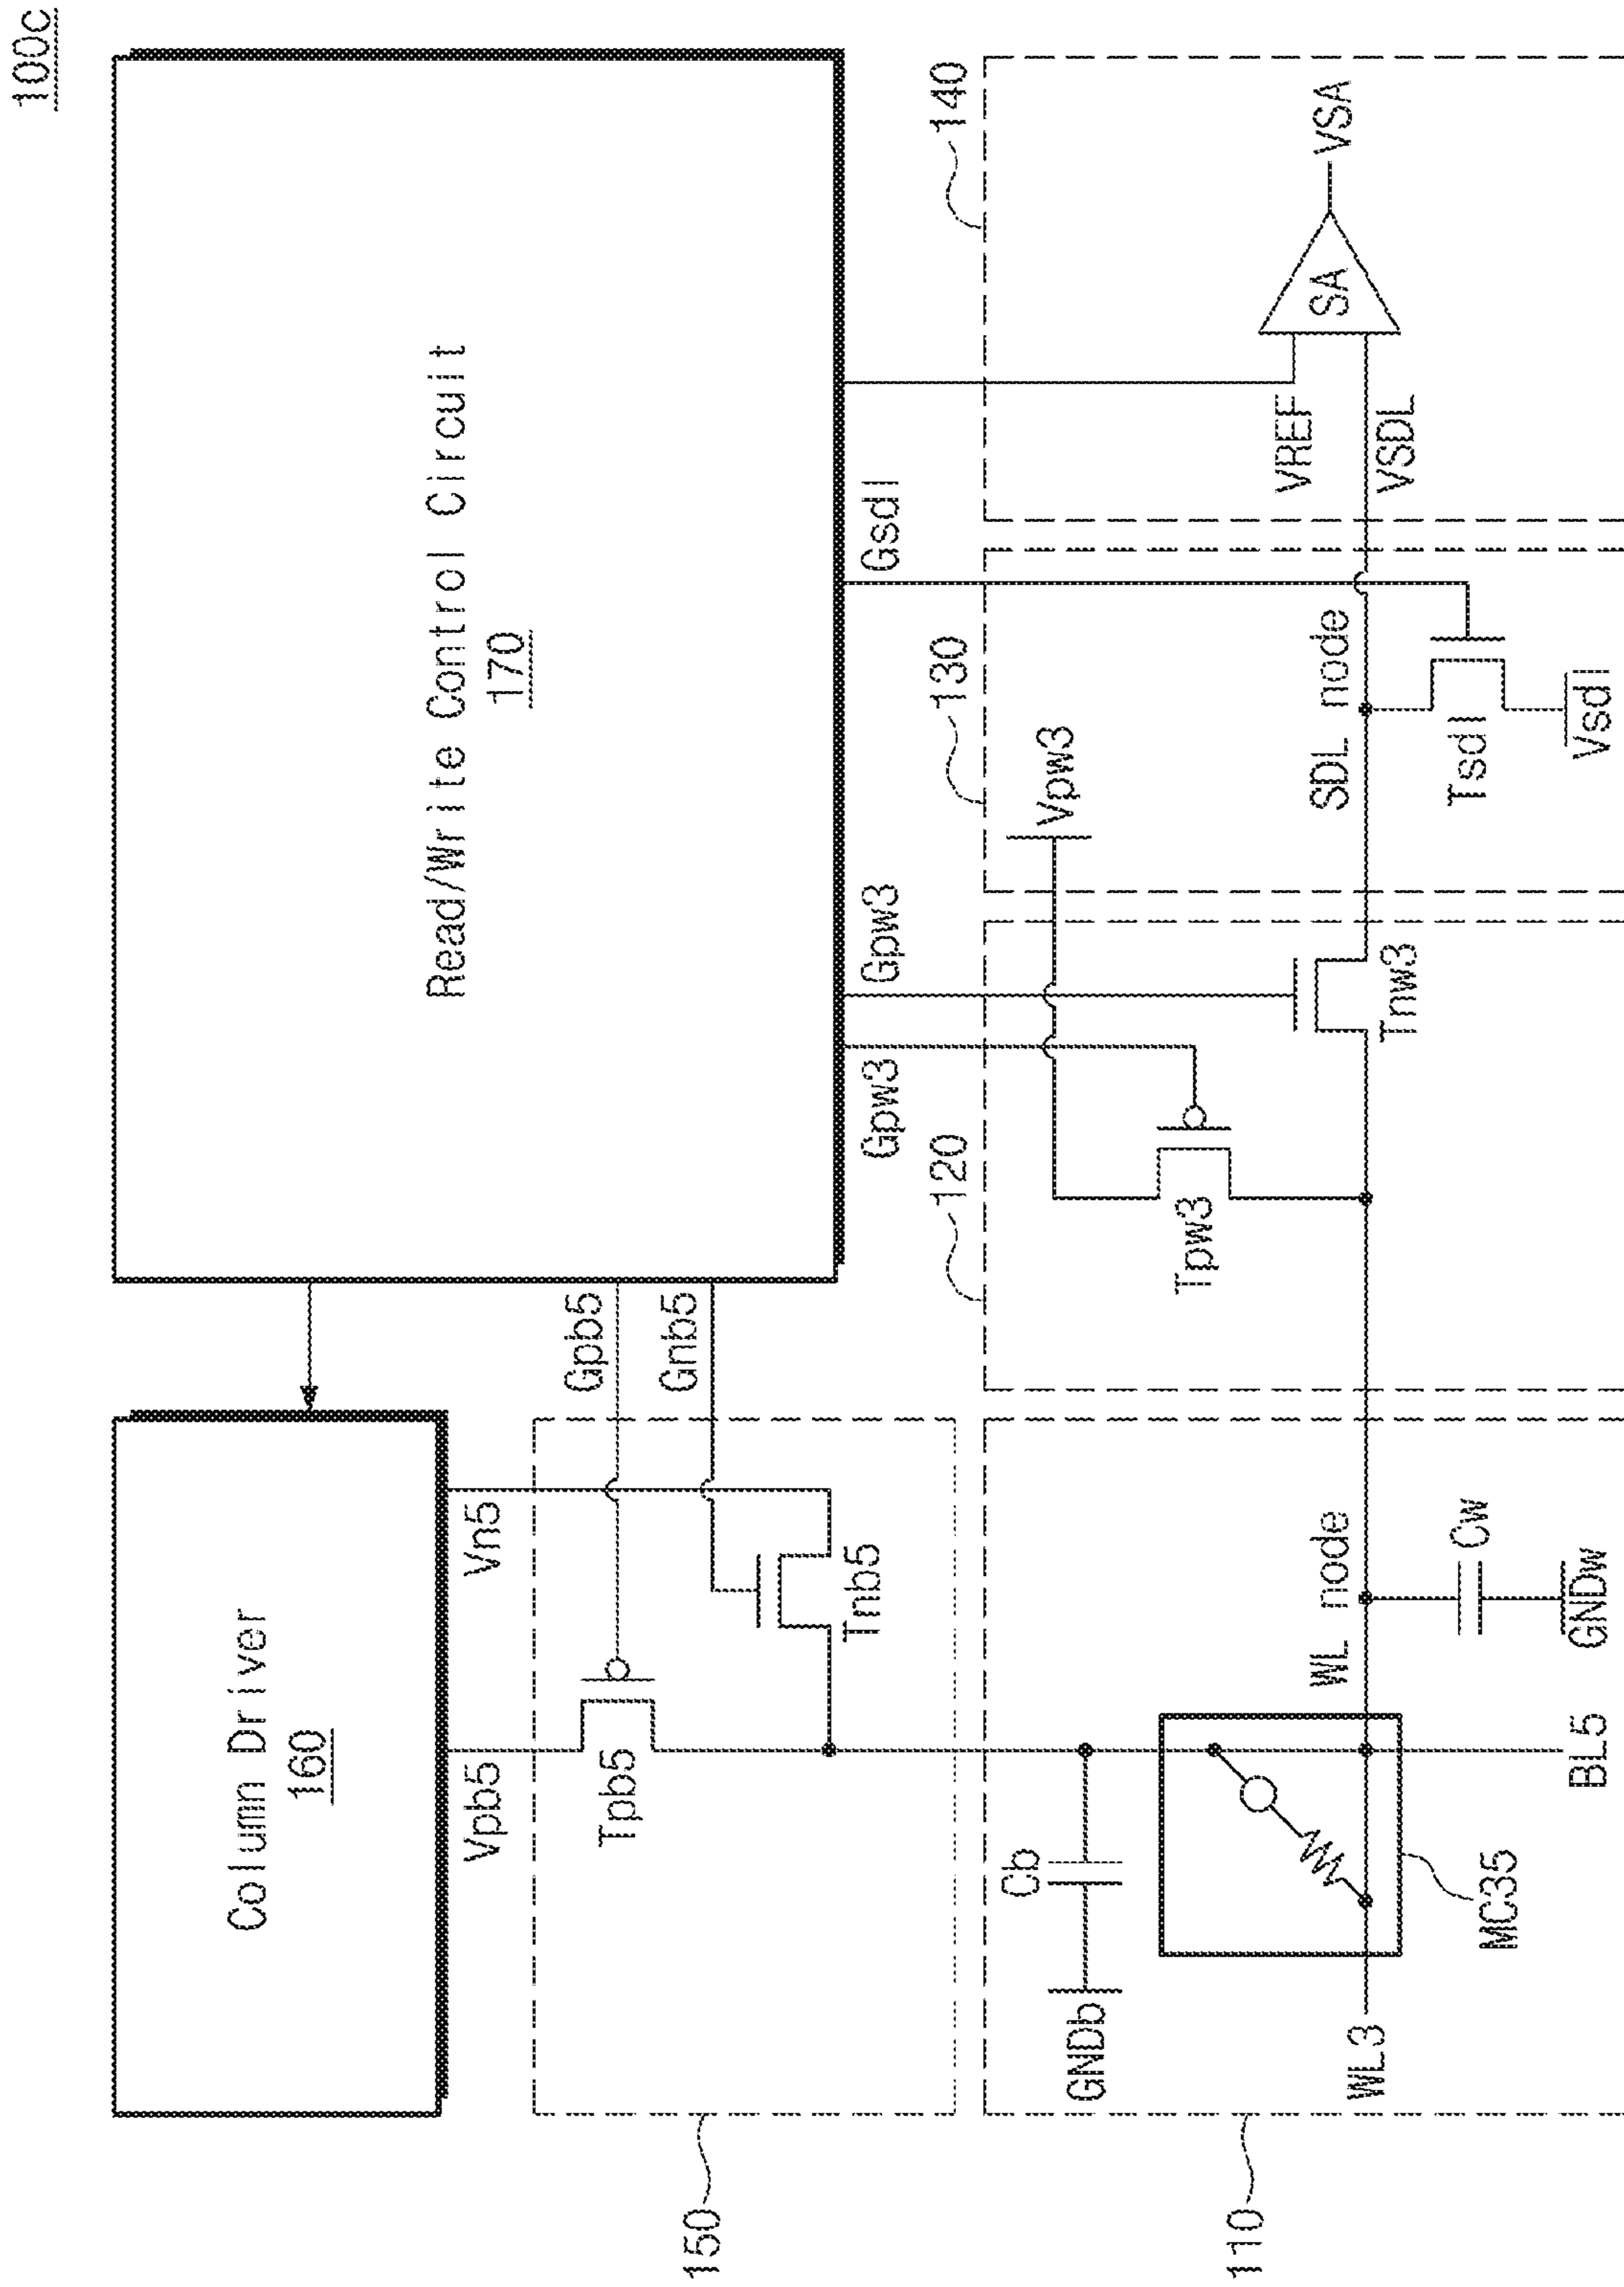 100c
Column Driver
160
Read/Write Control Circuit
170
Vpb5
Vn5
Gpb5
Gnb5
Tpb5
Tnb5
150
Gpw3
Gpw3
Gsdl
120
130
140
110
Cb
GNDb
Vpw3
Tpw3
WL3
WL node
SDL node
VREF
VSDL
SA
VSA
MC35
Cw
GNDw
BL5
Tnw3
Tsdl
Vsdl